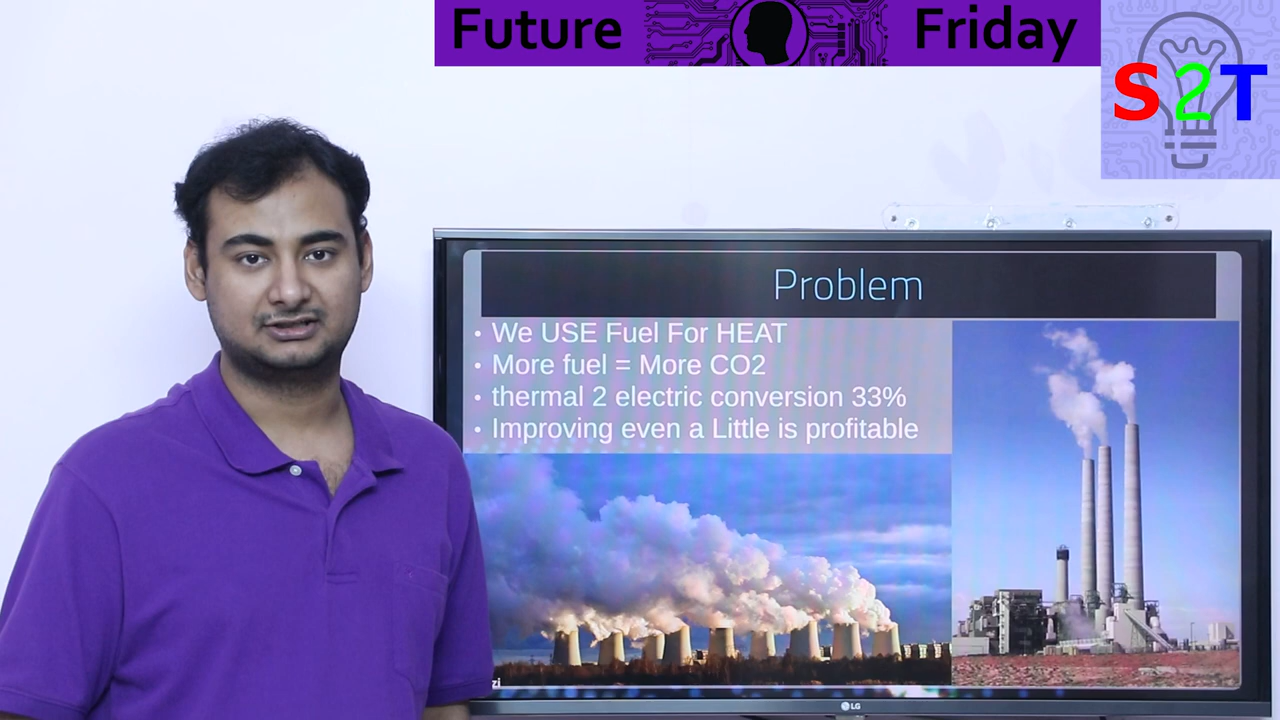 Future Friday
S2T
Problem
• We USE Fuel For HEAT
• More fuel = More CO2
• thermal 2 electric conversion 33%
• Improving even a Little is profitable
zi
LG